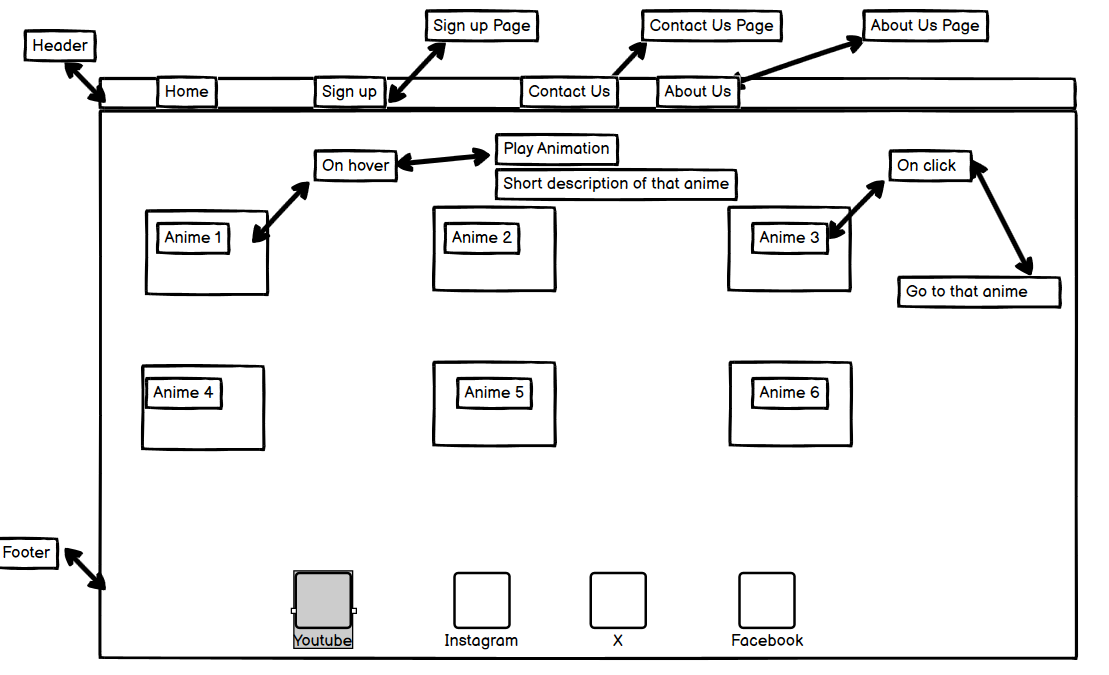 Sign up Page
Contact Us Page
About Us Page
Header
Home
Sign up
Contact Us
About Us
Play Animation
On hover
On click
Short description of that anime
Anime 1
Anime 2
Anime 3
Go to that anime
Anime 4
Anime 5
Anime 6
Footer
Youtube
Instagram
X
Facebook